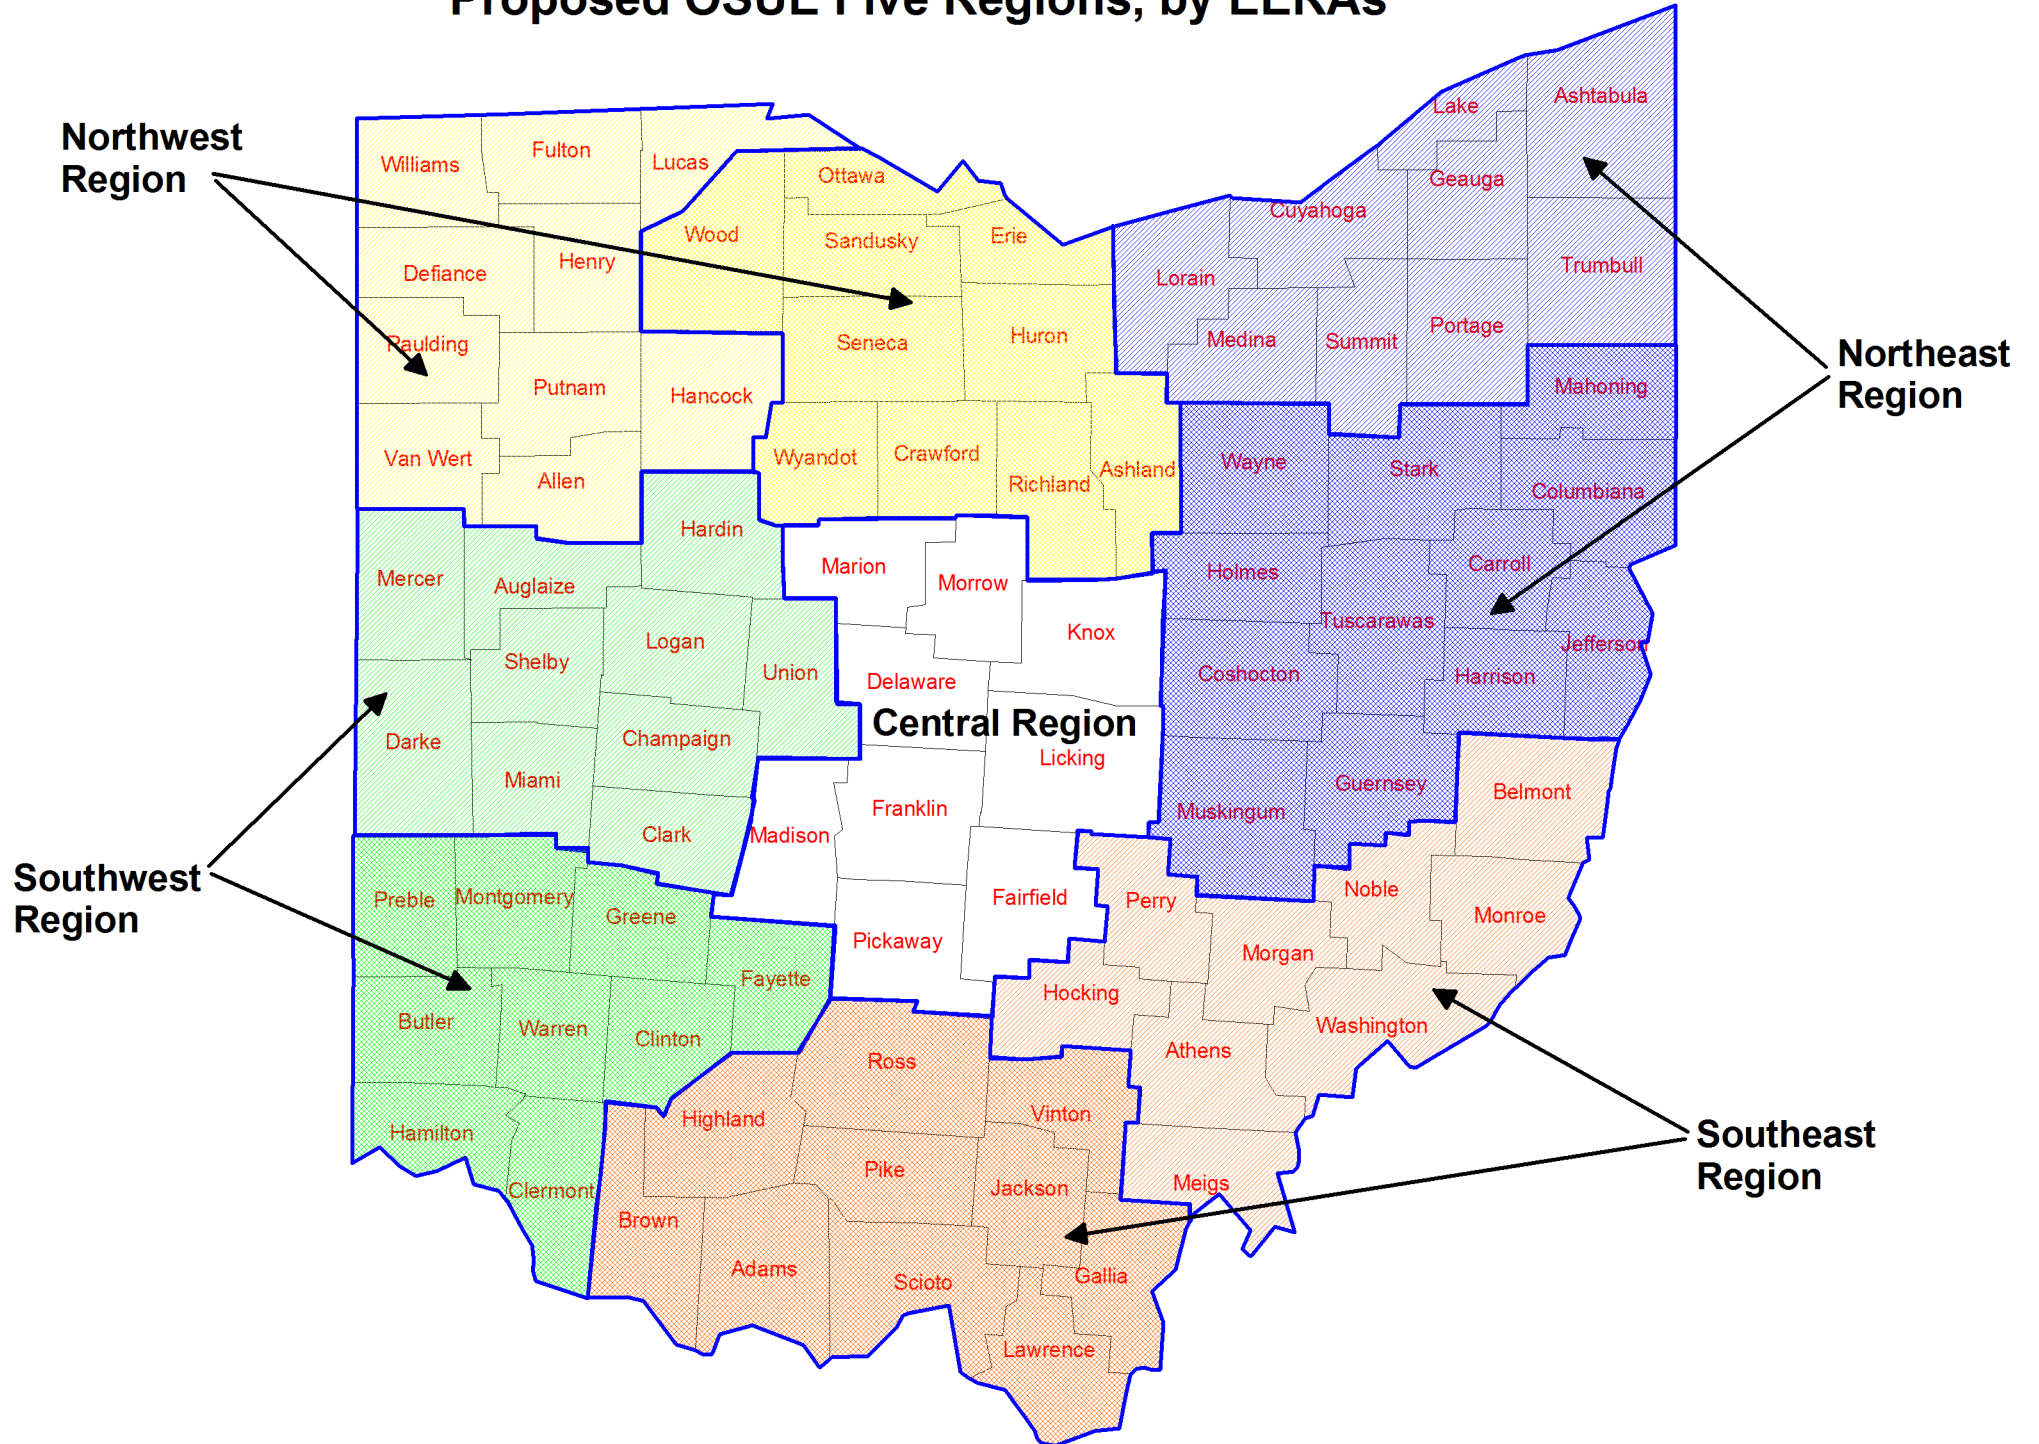 Proposed OSUE Five Regions, by EERAs
Northwest
Region
Northeast
Region
Southwest
Region
Southeast
Region
Central Region
Williams
Fulton
Lucas
Ottawa
Wood
Sandusky
Erie
Defiance
Henry
Paulding
Seneca
Huron
Putnam
Hancock
Van Wert
Allen
Wyandot
Crawford
Richland
Ashland
Lake
Ashtabula
Geauga
Cuyahoga
Lorain
Trumbull
Medina
Summit
Portage
Mahoning
Wayne
Stark
Columbiana
Holmes
Carroll
Tuscarawas
Jefferson
Coshocton
Harrison
Guernsey
Muskingum
Hardin
Mercer
Auglaize
Logan
Shelby
Union
Darke
Champaign
Miami
Clark
Marion
Morrow
Knox
Delaware
Licking
Franklin
Madison
Fairfield
Pickaway
Preble
Montgomery
Greene
Fayette
Butler
Warren
Clinton
Hamilton
Clermont
Belmont
Noble
Monroe
Perry
Morgan
Hocking
Washington
Athens
Meigs
Ross
Vinton
Highland
Pike
Jackson
Brown
Adams
Scioto
Gallia
Lawrence